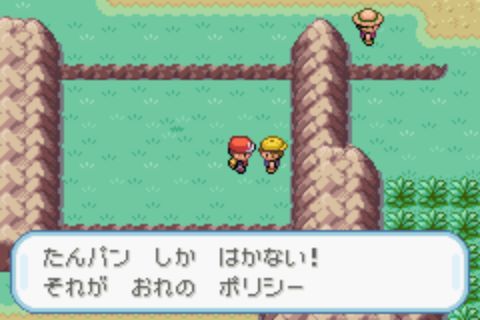 たんパン　しか　はかない！
それが　おれの　ポリシー